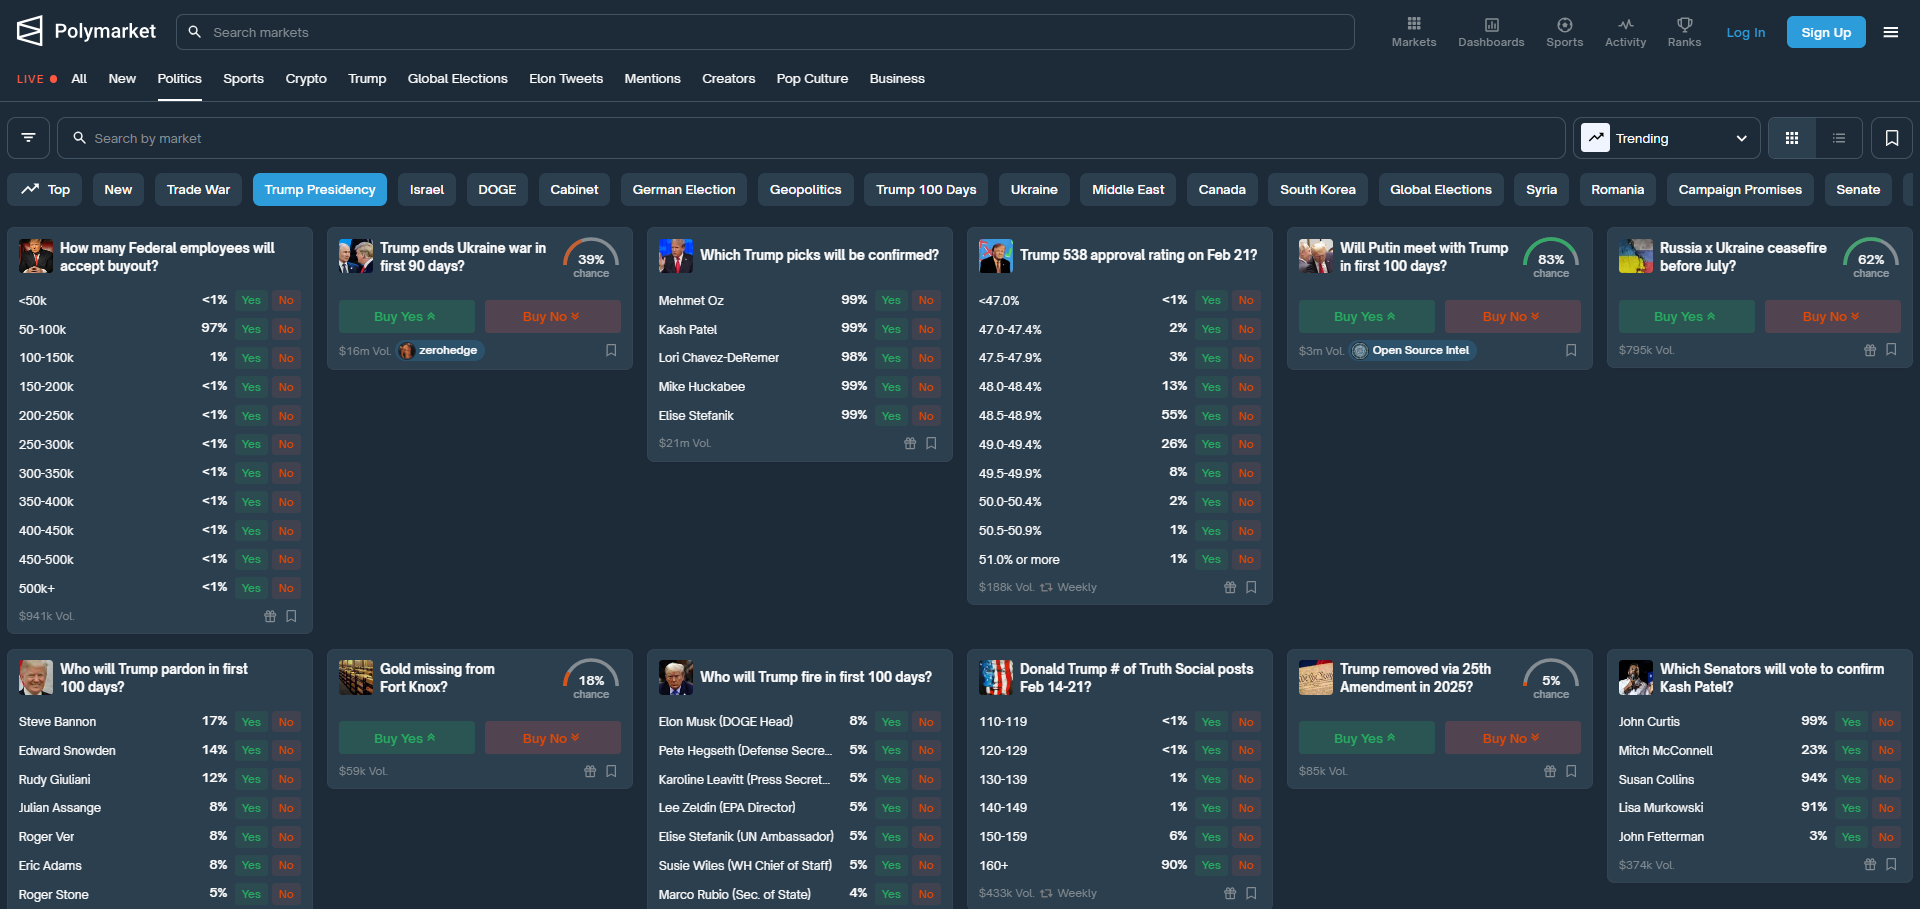 Polymarket
Search markets
Markets
Dashboards
Sports
Activity
Ranks
Log In
Sign Up
LIVE
All
New
Politics
Sports
Crypto
Trump
Global Elections
Elon Tweets
Mentions
Creators
Pop Culture
Business
Search by market
Trending
Top
New
Trade War
Trump Presidency
Israel
DOGE
Cabinet
German Election
Geopolitics
Trump 100 Days
Ukraine
Middle East
Canada
South Korea
Global Elections
Syria
Romania
Campaign Promises
Senate
How many Federal employees will
accept buyout?
<50k <1% Yes No
50-100k 97% Yes No
100-150k 1% Yes No
150-200k <1% Yes No
200-250k <1% Yes No
250-300k <1% Yes No
300-350k <1% Yes No
350-400k <1% Yes No
400-450k <1% Yes No
450-500k <1% Yes No
500k+ <1% Yes No
$941k Vol.
Trump ends Ukraine war in
first 90 days?
39%
chance
Buy Yes
Buy No
$16m Vol. zerohedge
Which Trump picks will be confirmed?
Mehmet Oz 99% Yes No
Kash Patel 99% Yes No
Lori Chavez-DeRemer 98% Yes No
Mike Huckabee 99% Yes No
Elise Stefanik 99% Yes No
$21m Vol.
Trump 538 approval rating on Feb 21?
<47.0% <1% Yes No
47.0-47.4% 2% Yes No
47.5-47.9% 3% Yes No
48.0-48.4% 13% Yes No
48.5-48.9% 55% Yes No
49.0-49.4% 26% Yes No
49.5-49.9% 8% Yes No
50.0-50.4% 2% Yes No
50.5-50.9% 1% Yes No
51.0% or more 1% Yes No
$188k Vol. Weekly
Will Putin meet with Trump
in first 100 days?
83%
chance
Buy Yes
Buy No
$3m Vol. Open Source Intel
Russia x Ukraine ceasefire
before July?
62%
chance
Buy Yes
Buy No
$795k Vol.
Who will Trump pardon in first
100 days?
Steve Bannon 17% Yes No
Edward Snowden 14% Yes No
Rudy Giuliani 12% Yes No
Julian Assange 8% Yes No
Roger Ver 8% Yes No
Eric Adams 8% Yes No
Roger Stone 5% Yes No
Gold missing from
Fort Knox?
18%
chance
Buy Yes
Buy No
$59k Vol.
Who will Trump fire in first 100 days?
Elon Musk (DOGE Head) 8% Yes No
Pete Hegseth (Defense Secre... 5% Yes No
Karoline Leavitt (Press Secret... 5% Yes No
Lee Zeldin (EPA Director) 5% Yes No
Elise Stefanik (UN Ambassador) 5% Yes No
Susie Wiles (WH Chief of Staff) 5% Yes No
Marco Rubio (Sec. of State) 4% Yes No
Donald Trump # of Truth Social posts
Feb 14-21?
110-119 <1% Yes No
120-129 <1% Yes No
130-139 1% Yes No
140-149 1% Yes No
150-159 6% Yes No
160+ 90% Yes No
$433k Vol. Weekly
We the People
Trump removed via 25th
Amendment in 2025?
5%
chance
Buy Yes
Buy No
$85k Vol.
Which Senators will vote to confirm
Kash Patel?
John Curtis 99% Yes No
Mitch McConnell 23% Yes No
Susan Collins 94% Yes No
Lisa Murkowski 91% Yes No
John Fetterman 3% Yes No
$374k Vol.